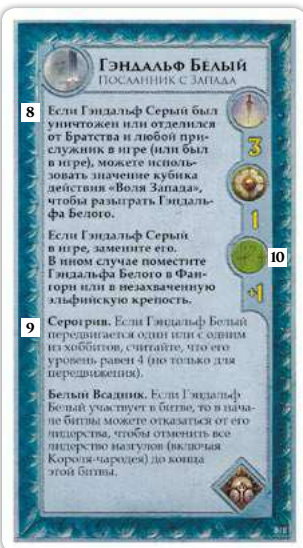 Гэндальф Белый
Посланник с Запада
8
Если Гэндальф Серый был
уничтожен или отделился
от Братства и любой при-
служник в игре (или был
в игре), можете исполь-
зовать значение кубика
действия «Воля Запада»,
чтобы разыграть Гэндаль-
фа Белого.
3
1
Если Гэндальф Серый
в игре, замените его.
В ином случае поместите
Гэндальфа Белого в Фан-
горн или в незахваченную
эльфийскую крепость.
10
+1
9
Серогрив. Если Гэндальф Белый
передвигается один или с одним
из хоббитов, считайте, что его
уровень равен 4 (но только для
передвижения).
Белый Всадник. Если Гэндальф
Белый участвует в битве, то в нача-
ле битвы можете отказаться от его
лидерства, чтобы отменить все
лидерство назгулов (включая
Короля-чародея) до конца
этой битвы.